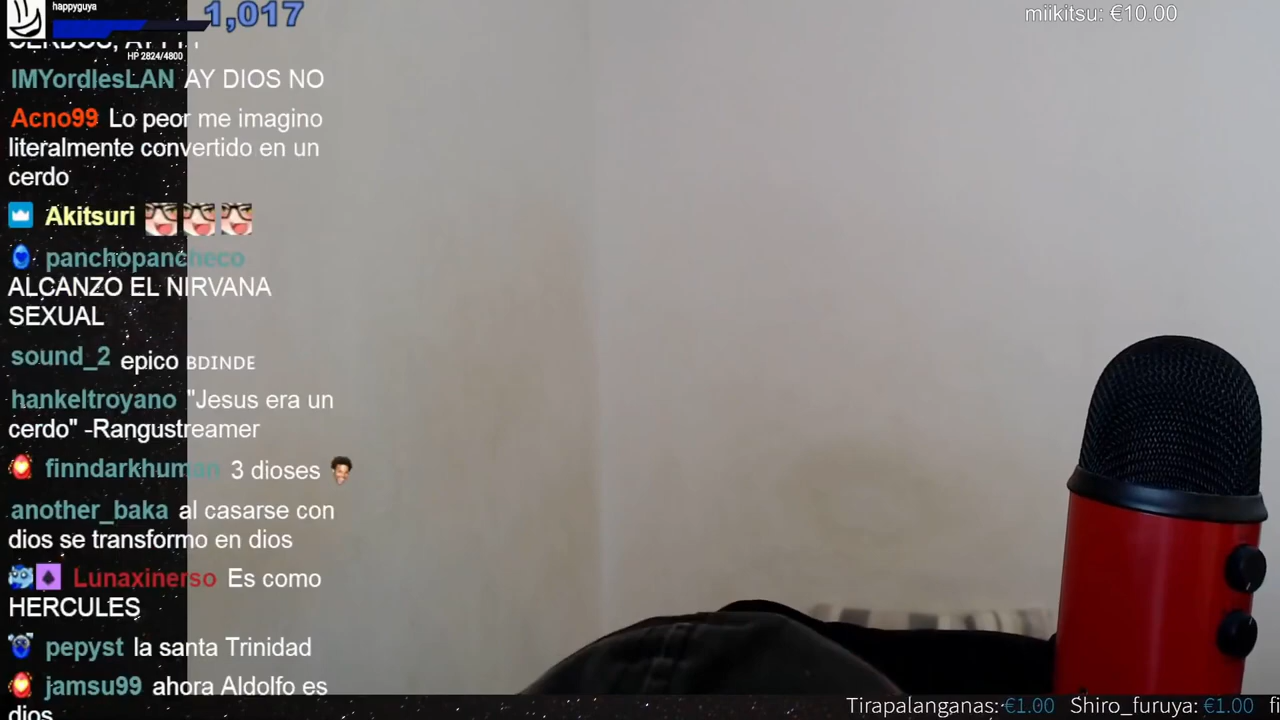 happyguya
1,017
miikitsu: €10.00
HP 2824/4800
IMYordlesLAN AY DIOS NO
Acno99 Lo peor me imagino
literalmente convertido en un
cerdo
Akitsuri
panchopancheco
ALCANZO EL NIRVANA
SEXUAL
sound_2 epico BDINDE
hankeltroyano "Jesus era un
cerdo" -Rangustreamer
finndarkhuman 3 dioses
another_baka al casarse con
dios se transformo en dios
Lunaxinerso Es como
HERCULES
pepyst la santa Trinidad
jamsu99 ahora Aldolfo es
dios
Tirapalanganas: €1.00 Shiro_furuya: €1.00 fi